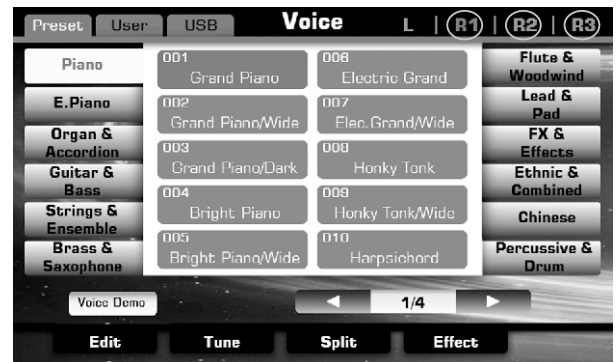 Preset User USB Voice L | R1 | R2 | R3
Piano
E.Piano
Organ &
Accordion
Guitar &
Bass
Strings &
Ensemble
Brass &
Saxophone
001
Grand Piano
002
Grand Piano/Wide
003
Grand Piano/Dark
004
Bright Piano
005
Bright Piano/Wide
006
Electric Grand
007
Elec.Grand/Wide
008
Honky Tonk
009
Honky Tonk/Wide
010
Harpsichord
Flute &
Woodwind
Lead &
Pad
FX &
Effects
Ethnic &
Combined
Chinese
Percussive &
Drum
Voice Demo
1/4
Edit Tune Split Effect